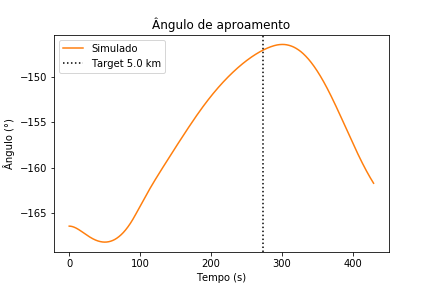 Ângulo de aproamento
Simulado
Target 5.0 km
−150
−155
−160
−165
Ângulo (°)
0 100 200 300 400
Tempo (s)